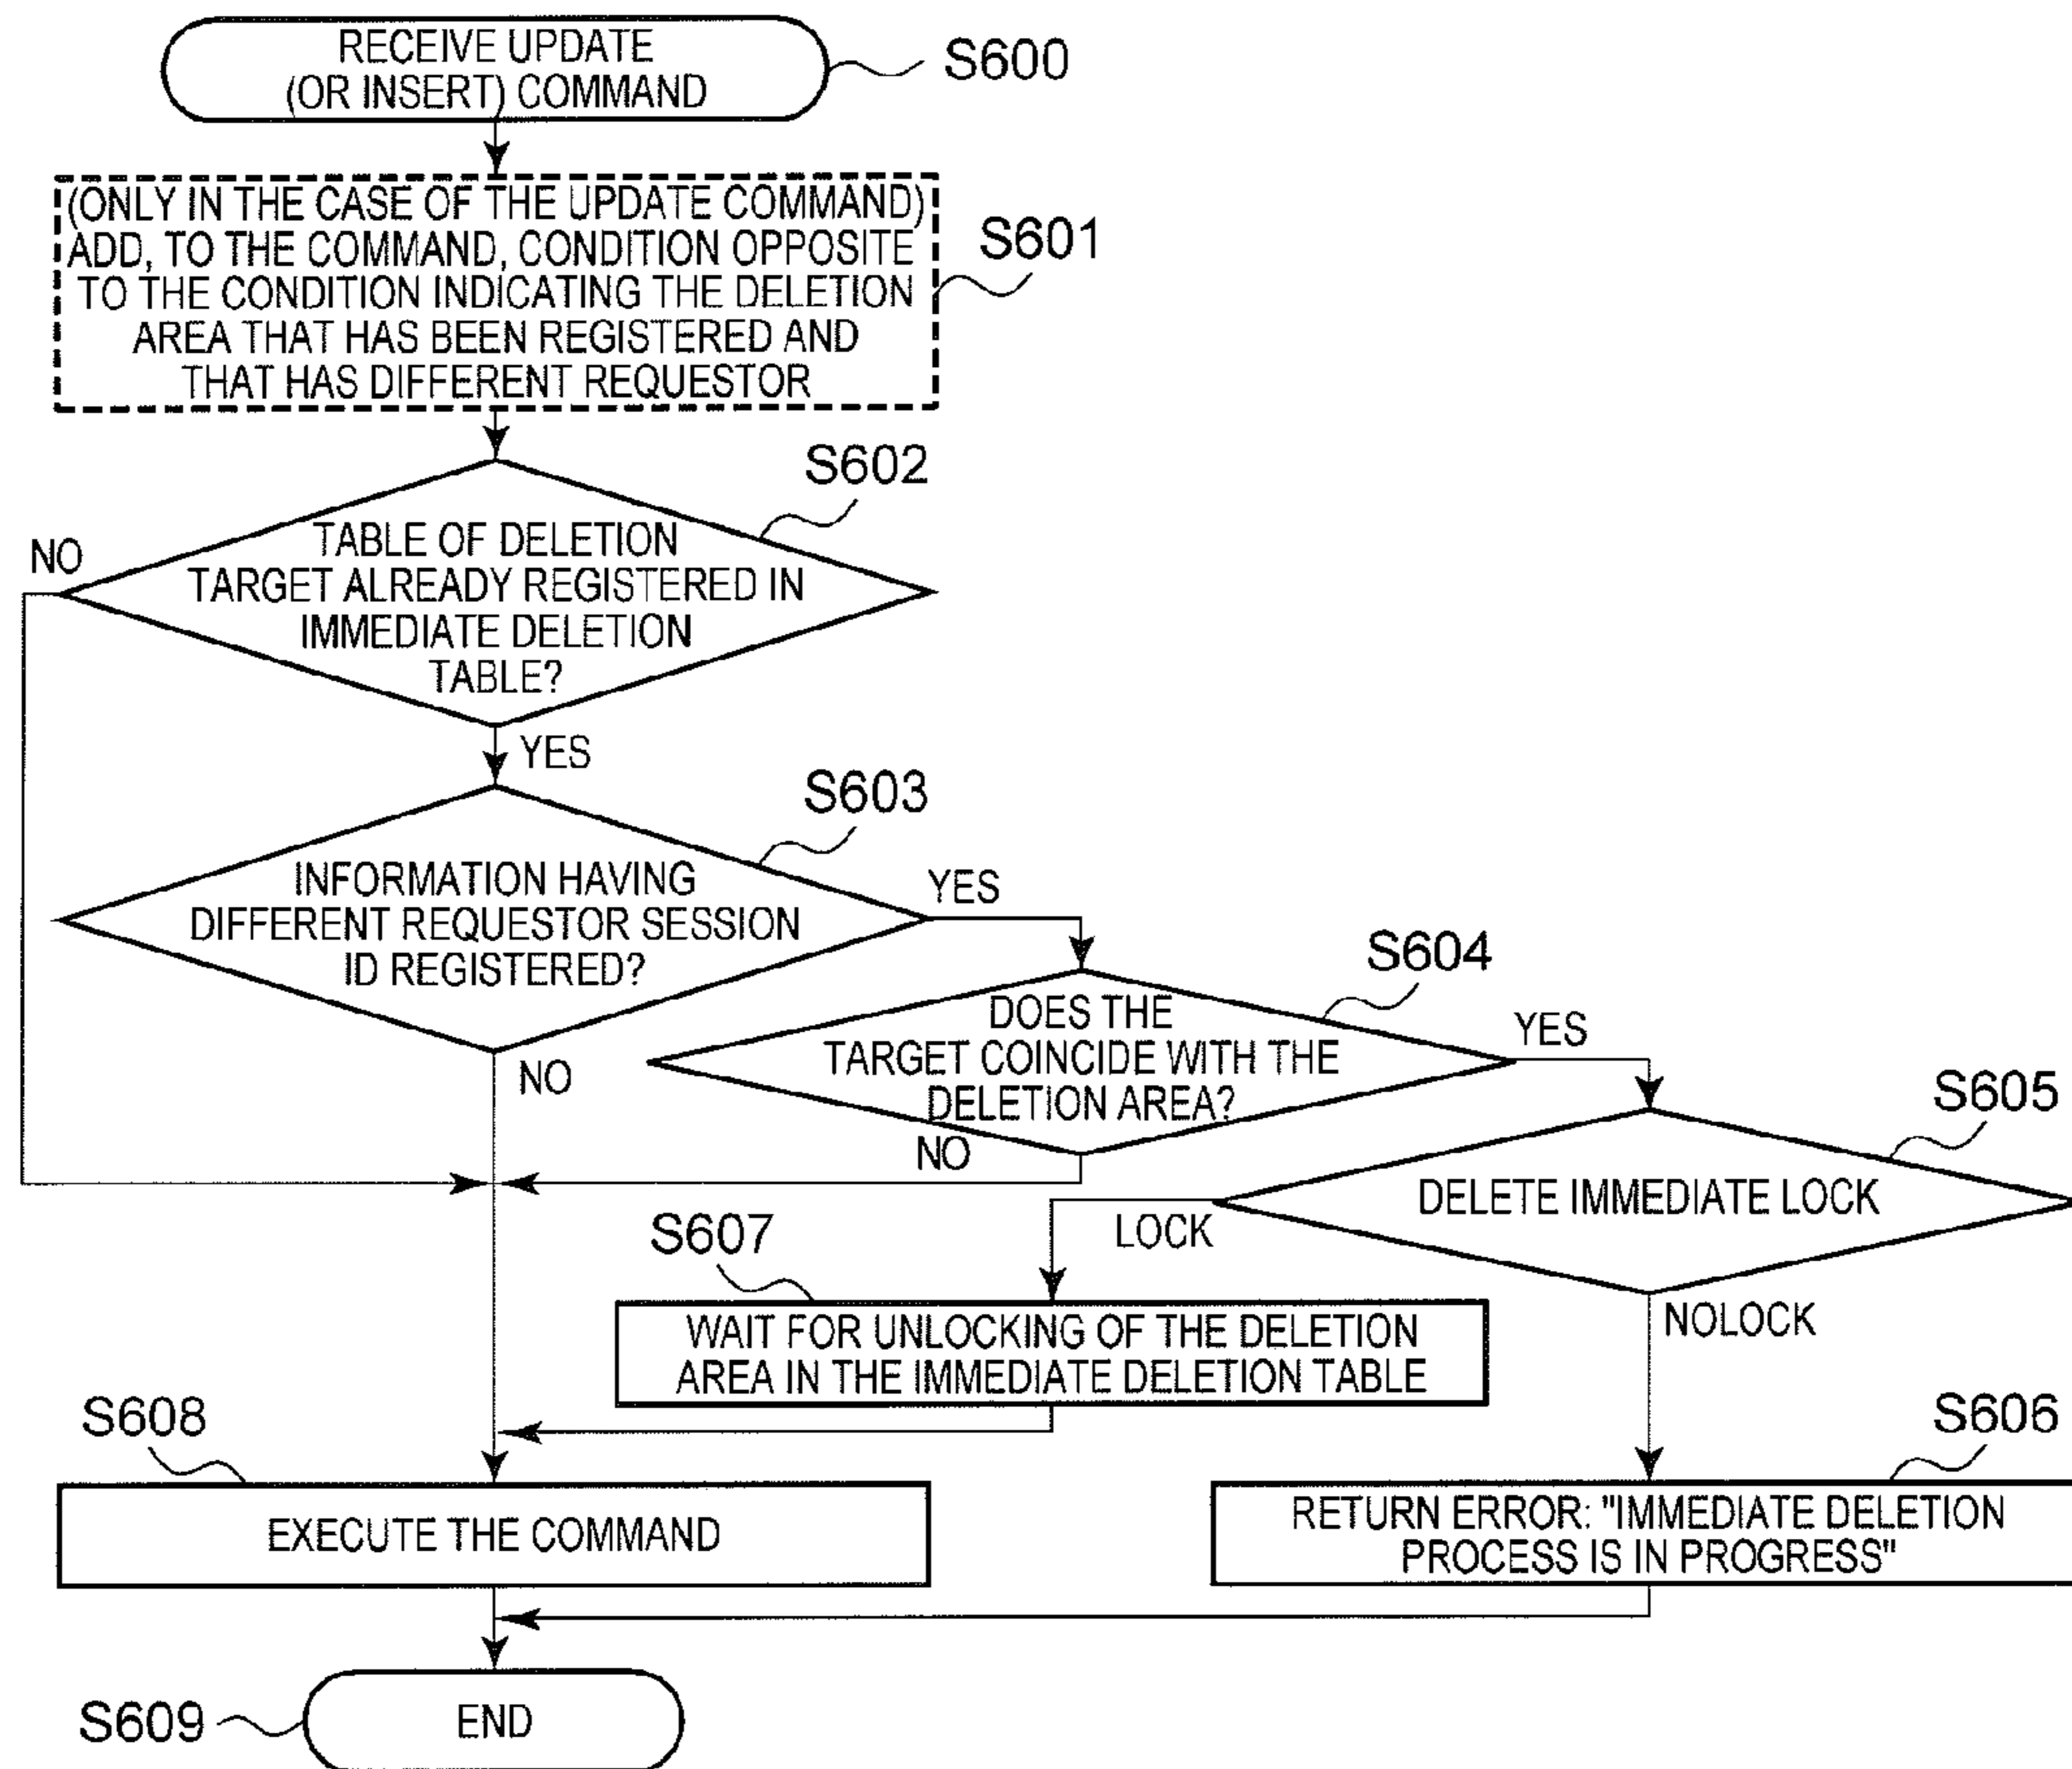 RECEIVE UPDATE
(OR INSERT) COMMAND
S600
(ONLY IN THE CASE OF THE UPDATE COMMAND)
ADD, TO THE COMMAND, CONDITION OPPOSITE
TO THE CONDITION INDICATING THE DELETION
AREA THAT HAS BEEN REGISTERED AND
THAT HAS DIFFERENT REQUESTOR
S601
S602
TABLE OF DELETION
TARGET ALREADY REGISTERED IN
IMMEDIATE DELETION
TABLE?
NO
YES
S603
INFORMATION HAVING
DIFFERENT REQUESTOR SESSION
ID REGISTERED?
YES
NO
S604
DOES THE
TARGET COINCIDE WITH THE
DELETION AREA?
YES
NO
S605
DELETE IMMEDIATE LOCK
LOCK
NOLOCK
S607
WAIT FOR UNLOCKING OF THE DELETION
AREA IN THE IMMEDIATE DELETION TABLE
S608
EXECUTE THE COMMAND
S606
RETURN ERROR: "IMMEDIATE DELETION
PROCESS IS IN PROGRESS"
S609
END